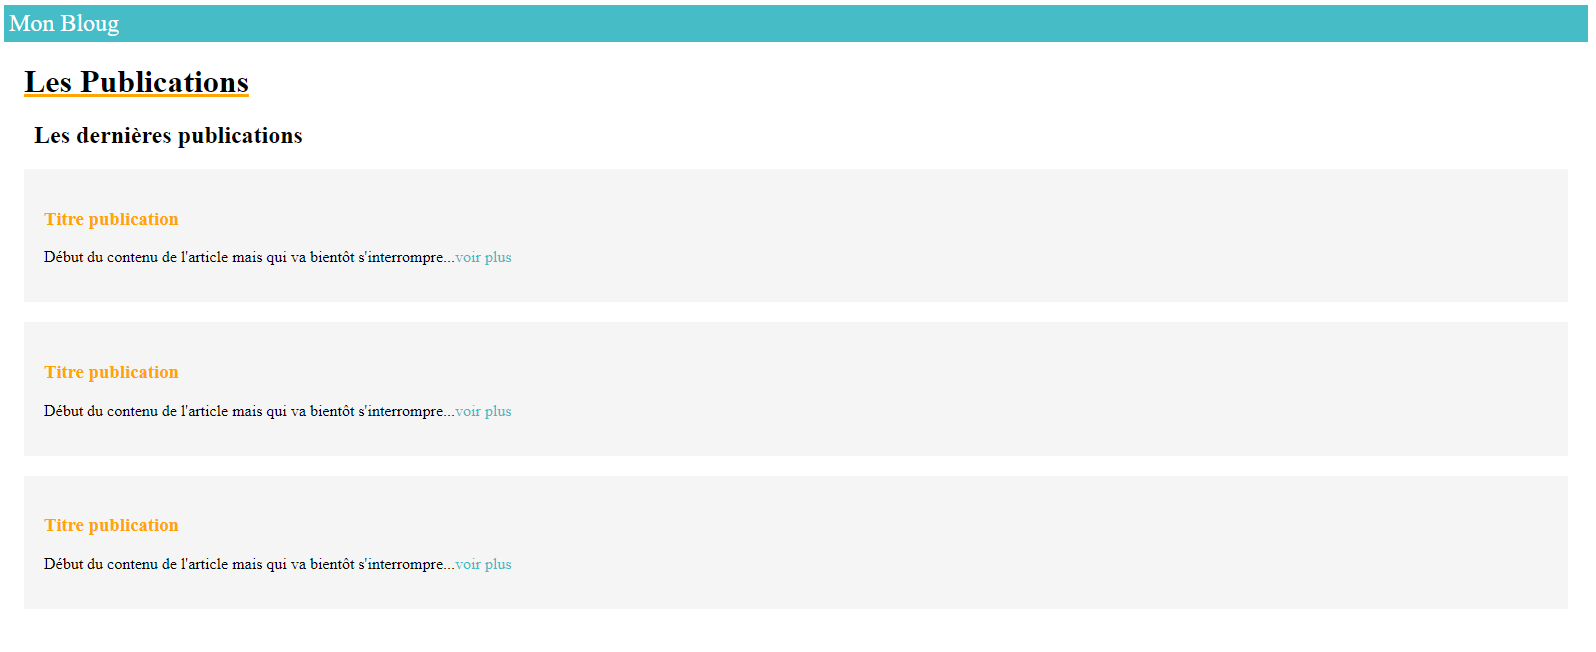 Mon Bloug
Les Publications
Les dernières publications
Titre publication
Début du contenu de l'article mais qui va bientôt s'interrompre...voir plus
Titre publication
Début du contenu de l'article mais qui va bientôt s'interrompre...voir plus
Titre publication
Début du contenu de l'article mais qui va bientôt s'interrompre...voir plus